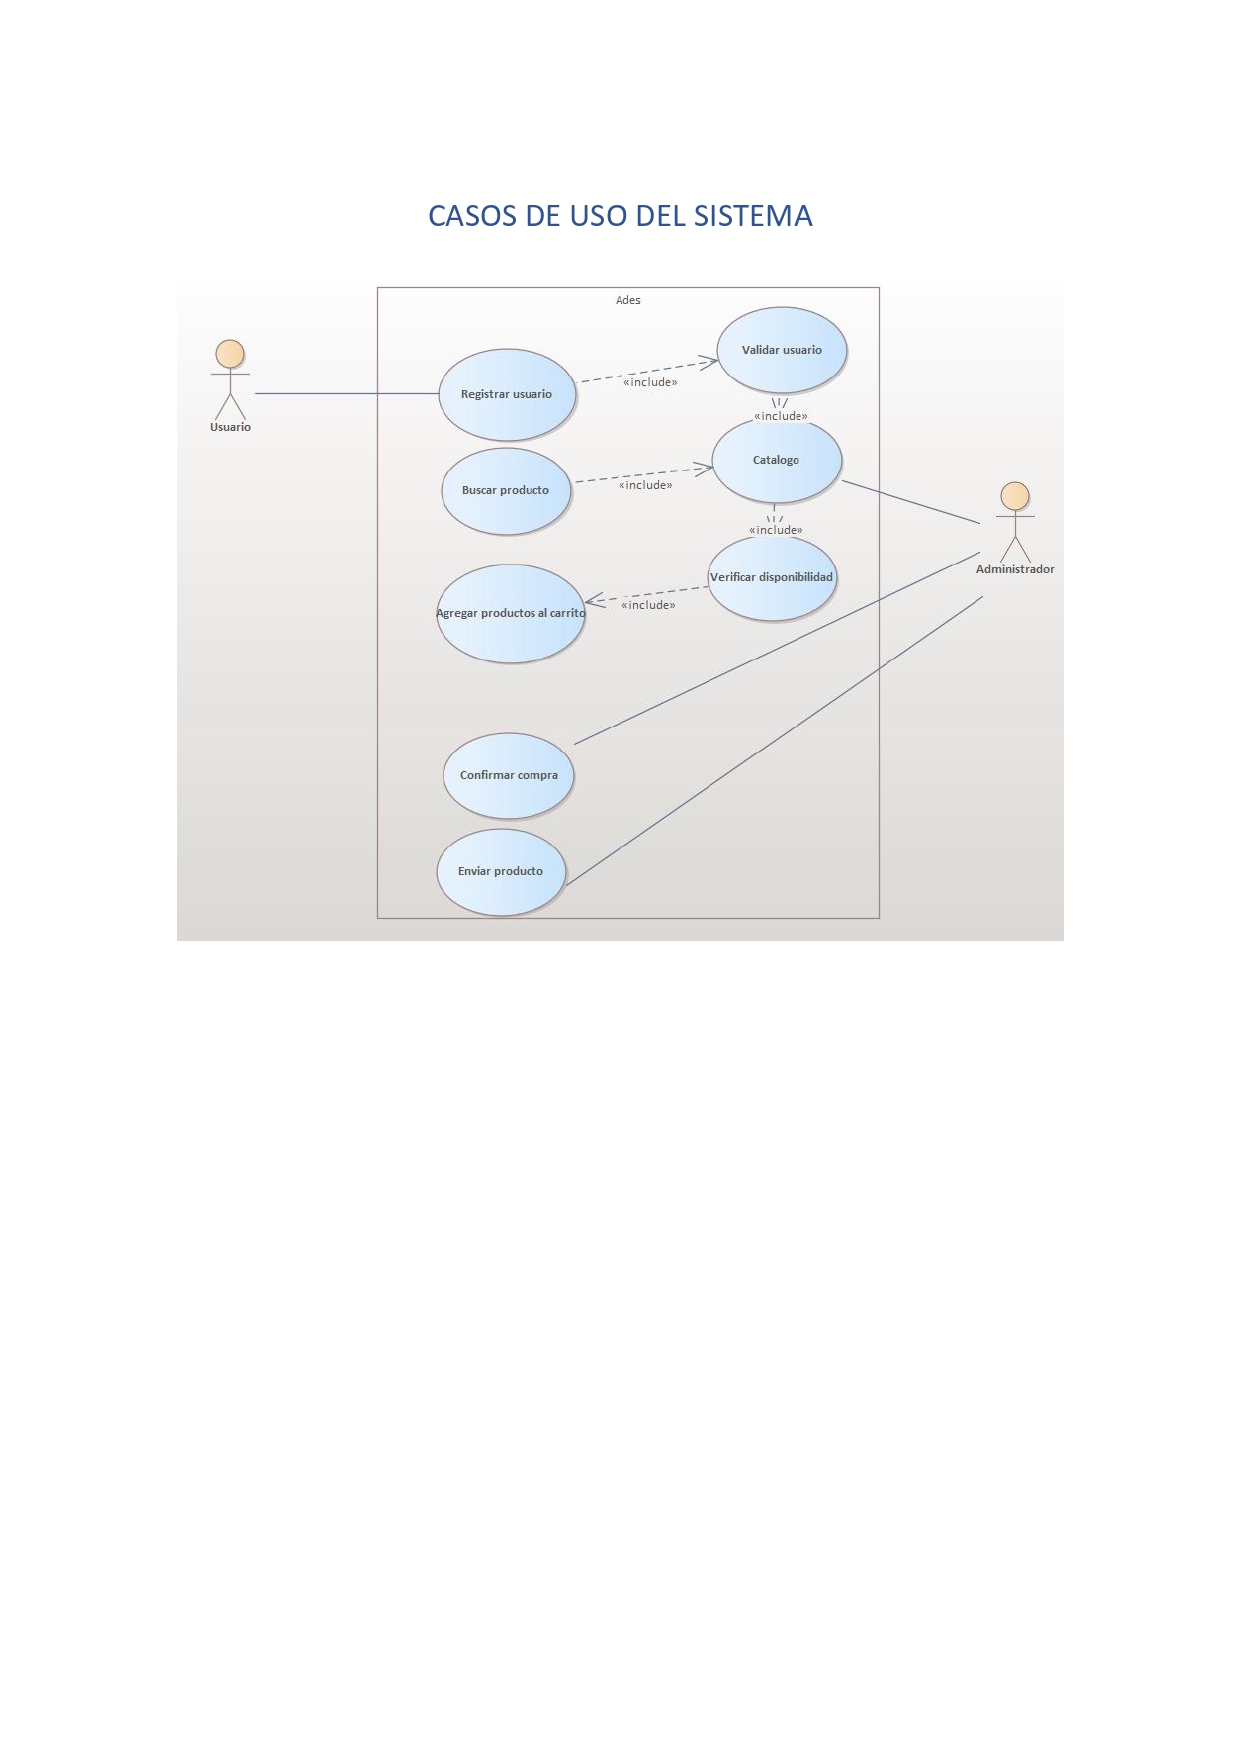 CASOS DE USO DEL SISTEMA
Ades
Validar usuario
«include»
Registrar usuario
Usuario
«include»
Catalogo
Buscar producto
«include»
Administrador
«include»
Verificar disponibilidad
«include»
Agregar productos al carrito
Confirmar compra
Enviar producto